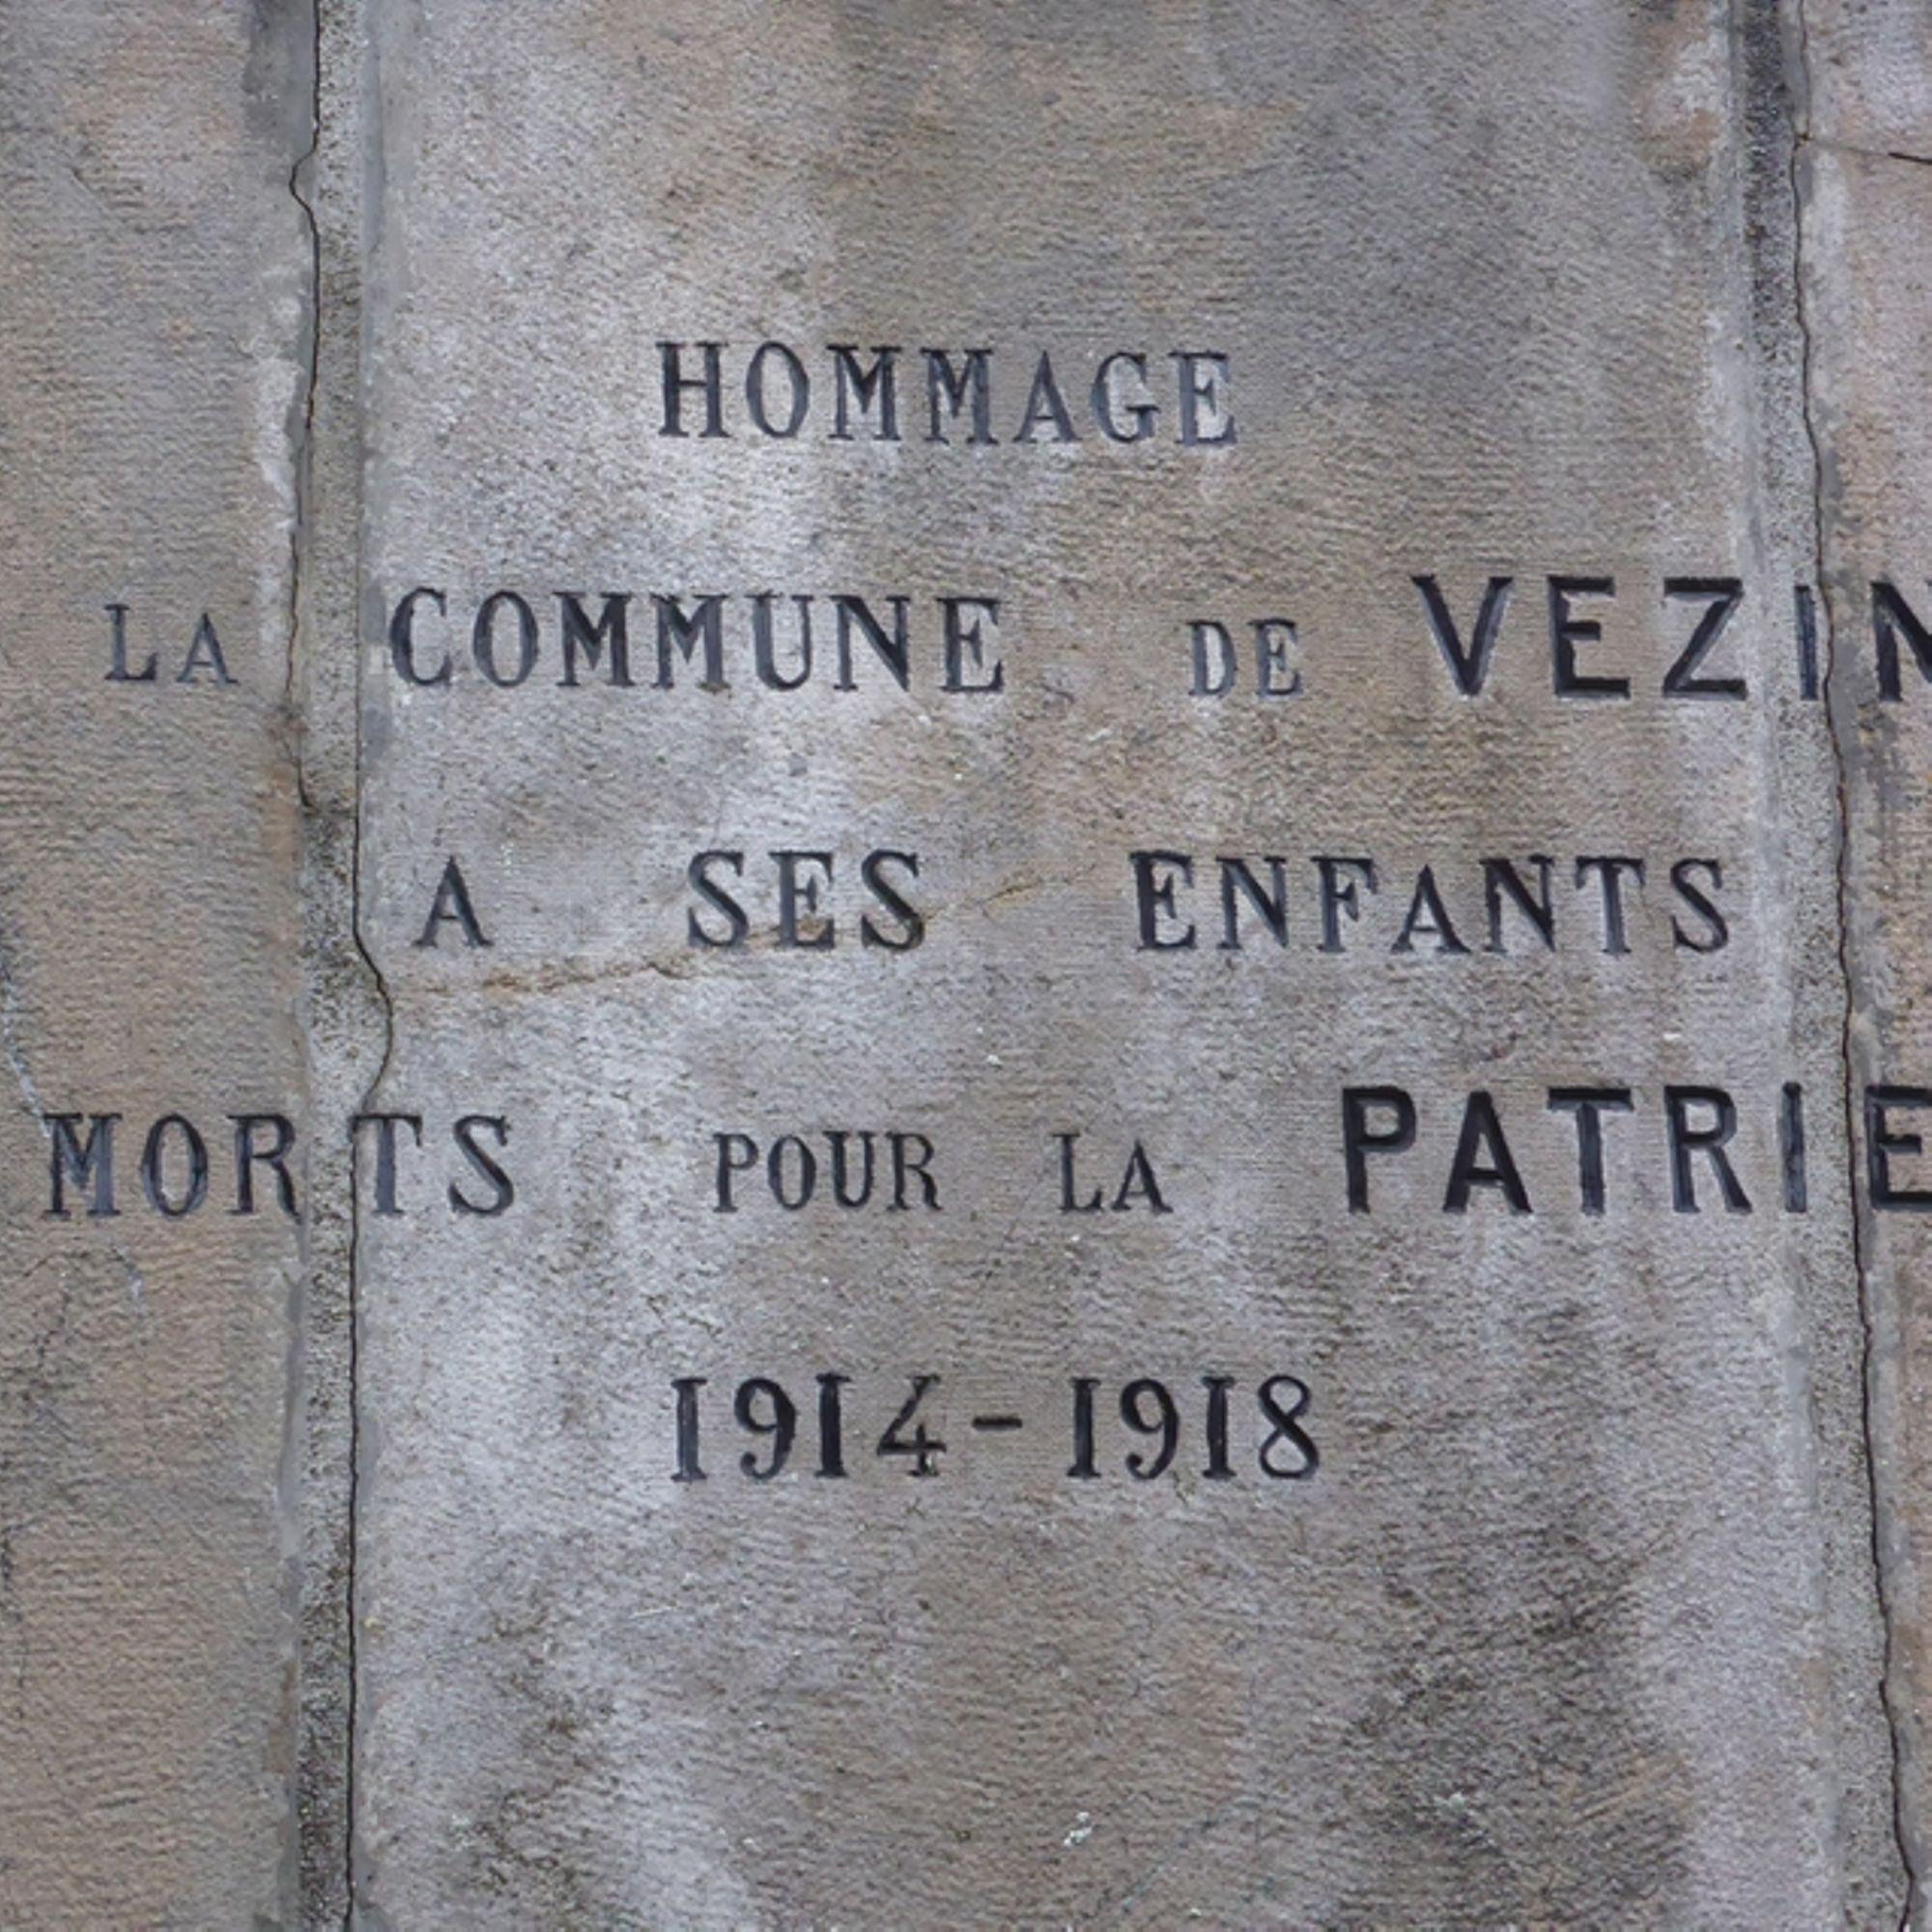 HOMMAGE
LA COMMUNE DE VEZIN
A SES ENFANTS
MORTS POUR LA PATRIE
1914-1918